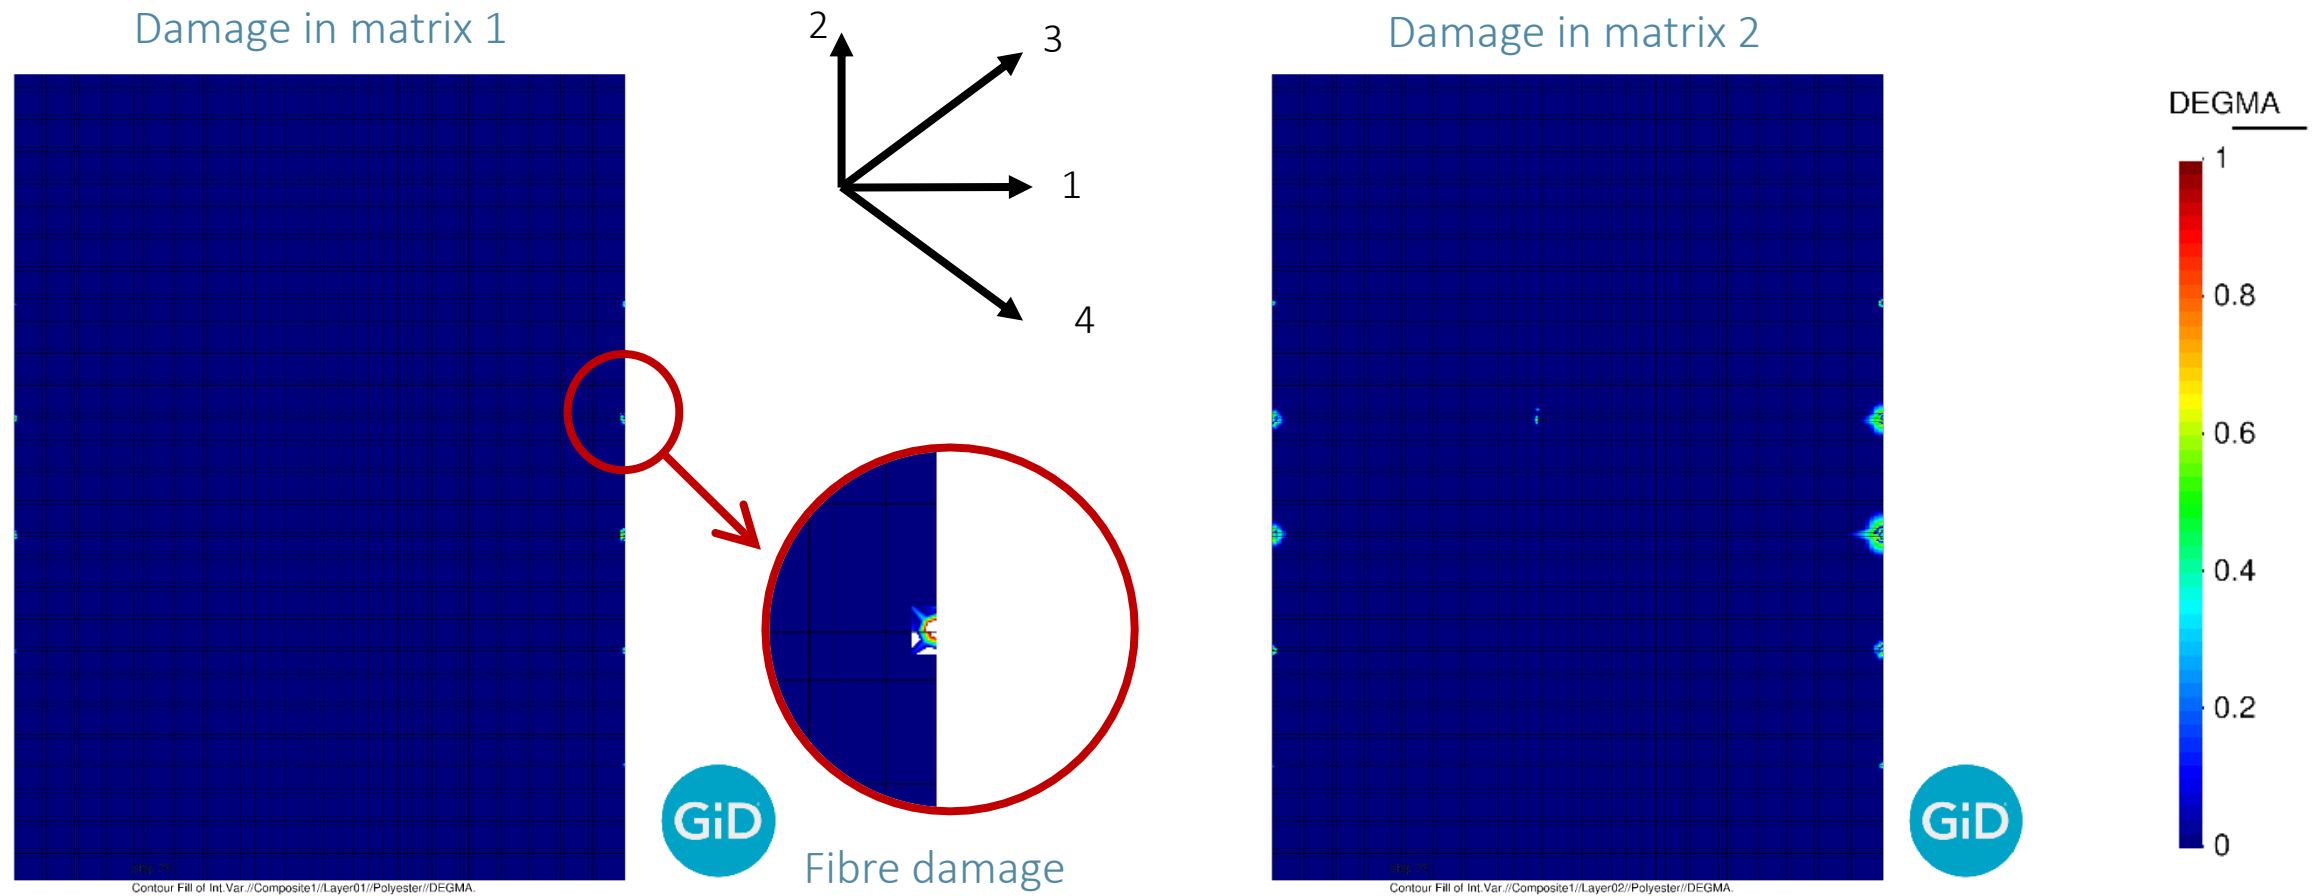 Damage in matrix 1
2
3
1
4
Damage in matrix 2
DEGMA
1
0.8
0.6
0.4
0.2
0
GiD
Fibre damage
GiD
Contour Fill of Int.Var.//Composite1//Layer01//Polyester//DEGMA.
Contour Fill of Int.Var.//Composite1//Layer02//Polyester//DEGMA.